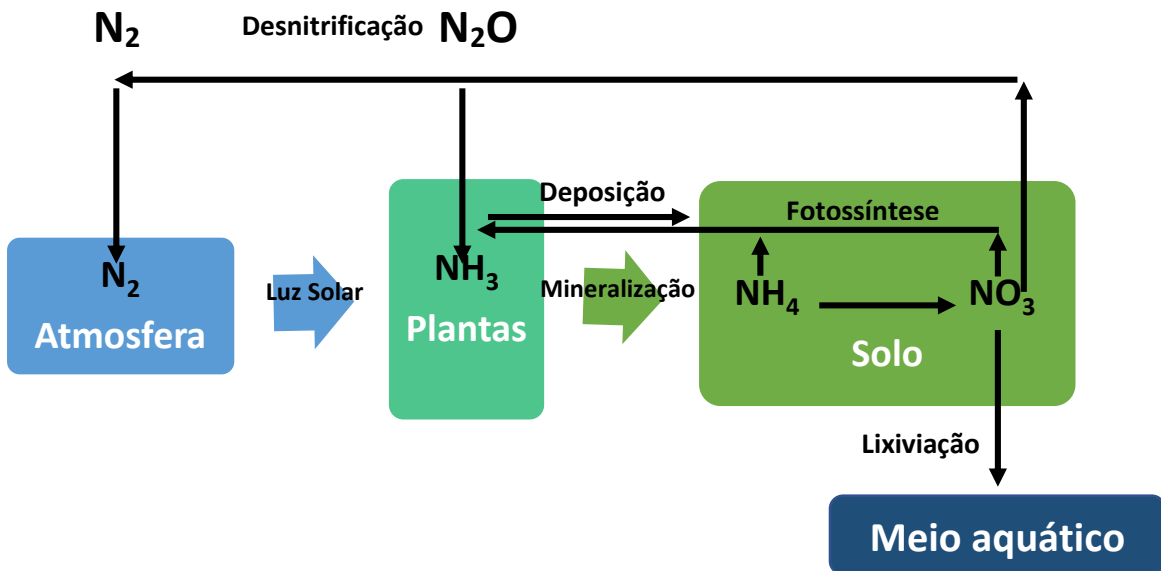 N₂
Desnitrificação
N₂O
Deposição
Fotossíntese
N₂
Atmosfera
Luz Solar
NH₃
Plantas
Mineralização
NH₄
NO₃
Solo
Lixiviação
Meio aquático